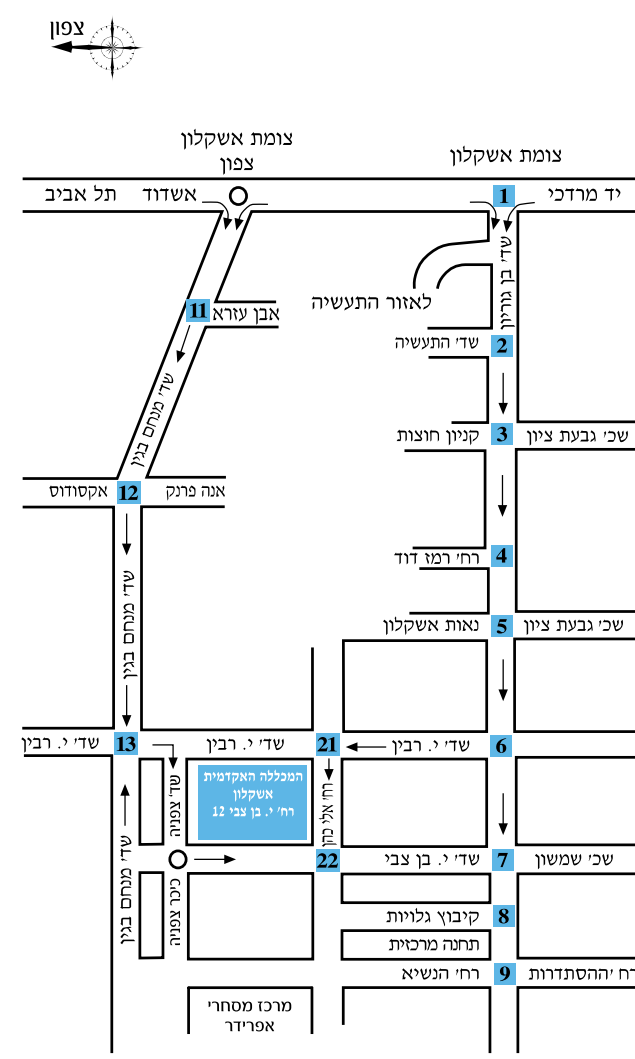 צפון
צומת אשקלון
צומת אשקלון
צפון
יד מרדכי
1
אשדוד
תל אביב
שד׳ בן גוריון
לאזור התעשיה
11
אבן עזרא
2
שד׳ התעשיה
שד׳ מנחם בגין
שכ׳ גבעת ציון
3
קניון חוצות
אנה פרנק
12
אקסודוס
4
רח׳ רמז דוד
שד׳ מנחם בגין
שכ׳ גבעת ציון
5
נאות אשקלון
6
שד׳ י. רבין
21
שד׳ י. רבין
13
שד׳ י. רבין
המכללה האקדמית
אשקלון
רח׳ י. בן צבי 12
רח׳ אלי כהן
שד׳ צפניה
שכ׳ שמשון
7
שד׳ י. בן צבי
22
שד׳ מנחם בגין
כיכר צפניה
8
קיבוץ גלויות
תחנה מרכזית
רח ׳ההסתדרות
9
רח׳ הנשיא
מרכז מסחרי
אפרידר